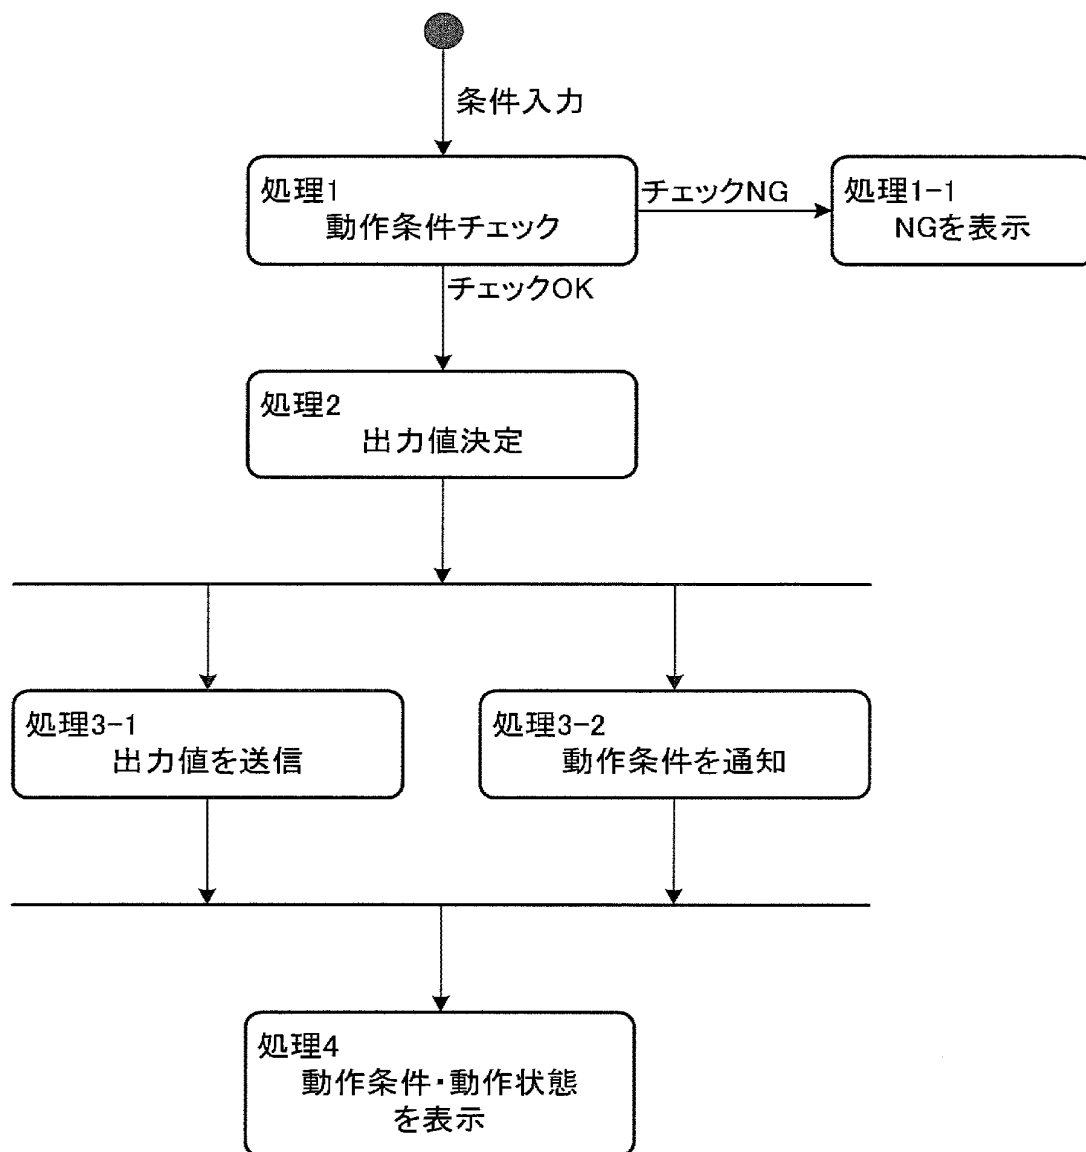 条件入力
処理1
動作条件チェック
チェックNG
処理1-1
NGを表示
チェックOK
処理2
出力値決定
処理3-1
出力値を送信
処理3-2
動作条件を通知
処理4
動作条件・動作状態
を表示